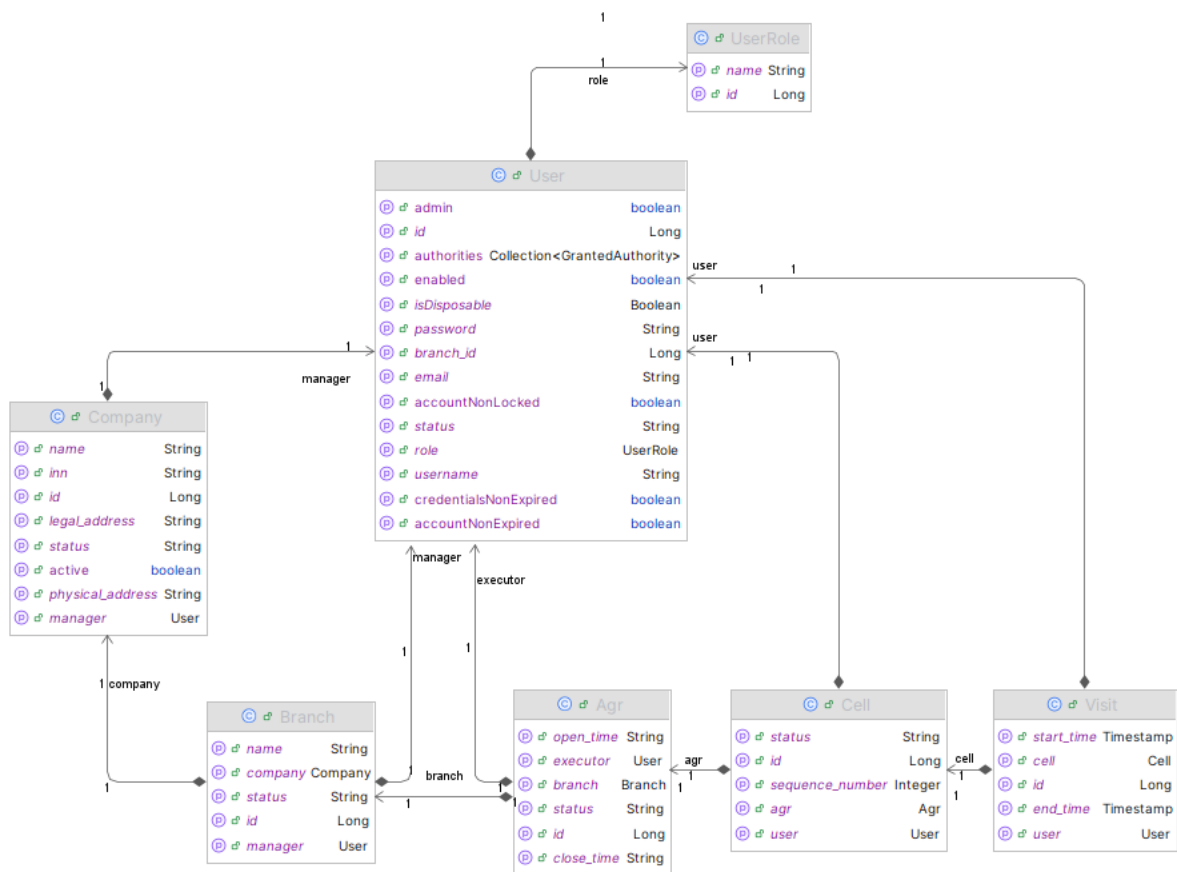 1
UserRole
name String
id Long
1
role
User
admin boolean
id Long
authorities Collection<GrantedAuthority>
enabled boolean
isDisposable Boolean
password String
branch_id Long
email String
accountNonLocked boolean
status String
role UserRole
username String
credentialsNonExpired boolean
accountNonExpired boolean
user
1
1
user
1
1
1
manager
1
Company
name String
inn String
id Long
legal_address String
status String
active boolean
physical_address String
manager User
manager
executor
1
1
1 company
1
Branch
name String
company Company
status String
id Long
manager User
1
branch
1
1
1
Agr
open_time String
executor User
branch Branch
status String
id Long
close_time String
agr
1
1
Cell
status String
id Long
sequence_number Integer
agr Agr
user User
cell
1
1
Visit
start_time Timestamp
cell Cell
id Long
end_time Timestamp
user User